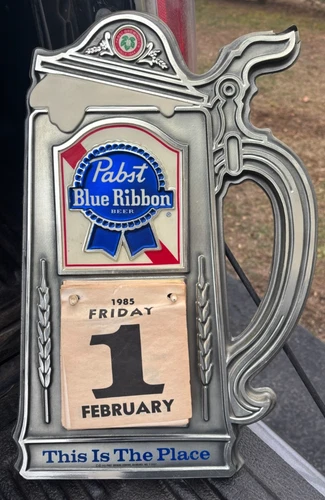 Pabst
Blue Ribbon
BEER
®
1985
FRIDAY
1
FEBRUARY
This Is The Place